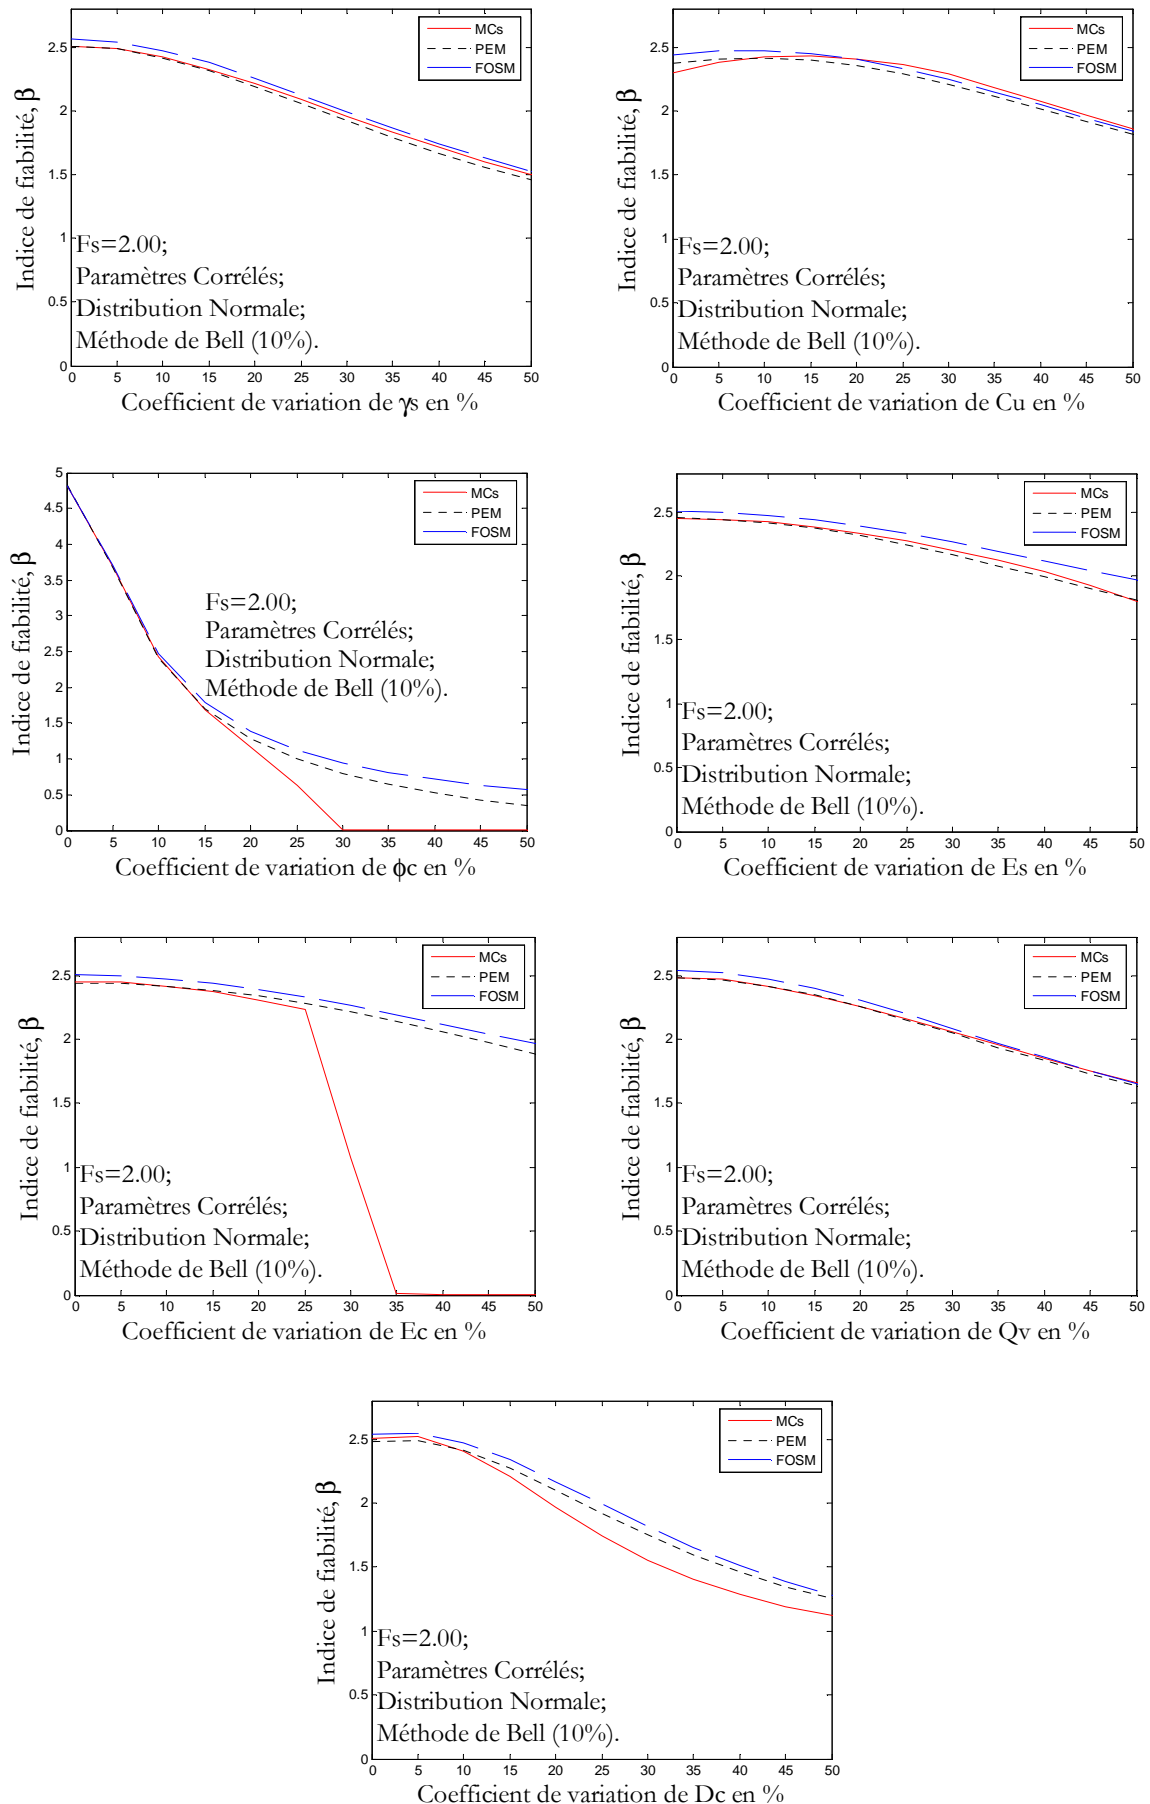 MCs
PEM
FOSM
2.5
2
1.5
1
0.5
0
Indice de fiabilité, β
Fs=2.00;
Paramètres Corrélés;
Distribution Normale;
Méthode de Bell (10%).
0 5 10 15 20 25 30 35 40 45 50
Coefficient de variation de γs en %
MCs
PEM
FOSM
2.5
2
1.5
1
0.5
0
Indice de fiabilité, β
Fs=2.00;
Paramètres Corrélés;
Distribution Normale;
Méthode de Bell (10%).
0 5 10 15 20 25 30 35 40 45 50
Coefficient de variation de Cu en %
MCs
PEM
FOSM
5
4.5
4
3.5
3
2.5
2
1.5
1
0.5
0
Indice de fiabilité, β
Fs=2.00;
Paramètres Corrélés;
Distribution Normale;
Méthode de Bell (10%).
0 5 10 15 20 25 30 35 40 45 50
Coefficient de variation de ϕc en %
MCs
PEM
FOSM
2.5
2
1.5
1
0.5
0
Indice de fiabilité, β
Fs=2.00;
Paramètres Corrélés;
Distribution Normale;
Méthode de Bell (10%).
0 5 10 15 20 25 30 35 40 45 50
Coefficient de variation de Es en %
MCs
PEM
FOSM
2.5
2
1.5
1
0.5
0
Indice de fiabilité, β
Fs=2.00;
Paramètres Corrélés;
Distribution Normale;
Méthode de Bell (10%).
0 5 10 15 20 25 30 35 40 45 50
Coefficient de variation de Ec en %
MCs
PEM
FOSM
2.5
2
1.5
1
0.5
0
Indice de fiabilité, β
Fs=2.00;
Paramètres Corrélés;
Distribution Normale;
Méthode de Bell (10%).
0 5 10 15 20 25 30 35 40 45 50
Coefficient de variation de Qv en %
MCs
PEM
FOSM
2.5
2
1.5
1
0.5
0
Indice de fiabilité, β
Fs=2.00;
Paramètres Corrélés;
Distribution Normale;
Méthode de Bell (10%).
0 5 10 15 20 25 30 35 40 45 50
Coefficient de variation de Dc en %